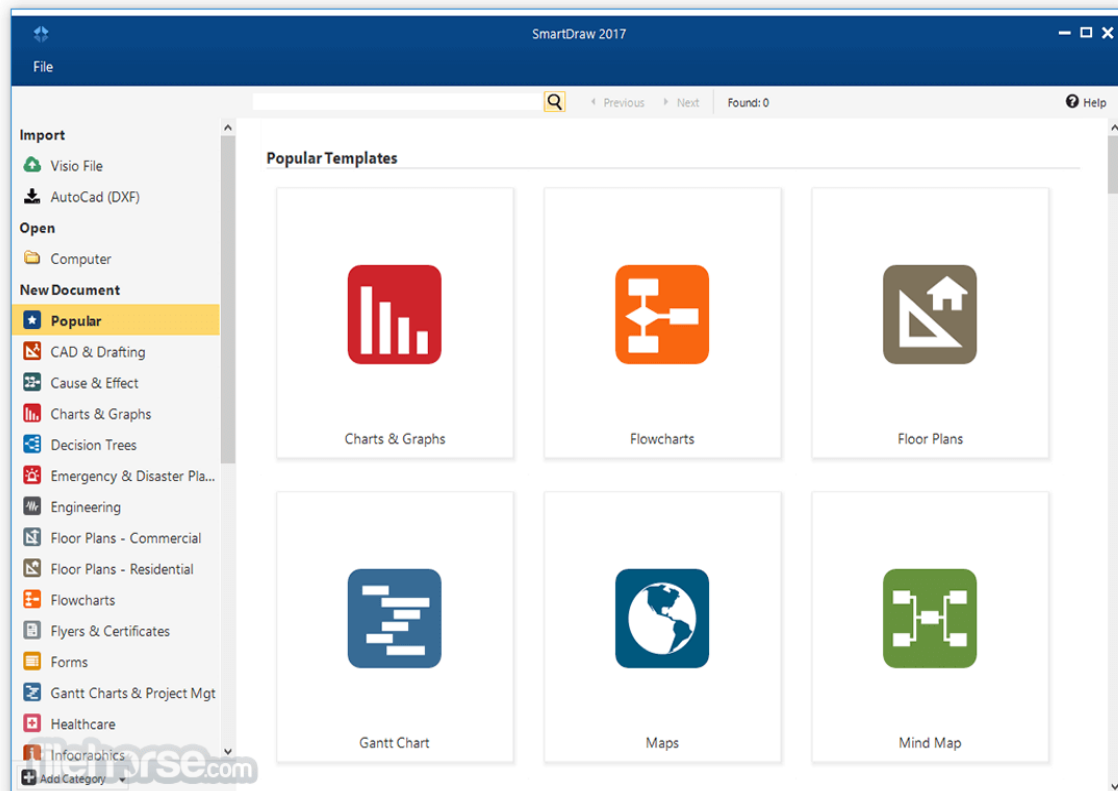 SmartDraw 2017
File
Previous Next Found: 0 Help
Import
Visio File
AutoCad (DXF)
Open
Computer
New Document
Popular
CAD & Drafting
Cause & Effect
Charts & Graphs
Decision Trees
Emergency & Disaster Pla...
Engineering
Floor Plans - Commercial
Floor Plans - Residential
Flowcharts
Flyers & Certificates
Forms
Gantt Charts & Project Mgt
Healthcare
Infographics
Add Category
filehorse.com
Popular Templates
Charts & Graphs
Flowcharts
Floor Plans
Gantt Chart
Maps
Mind Map